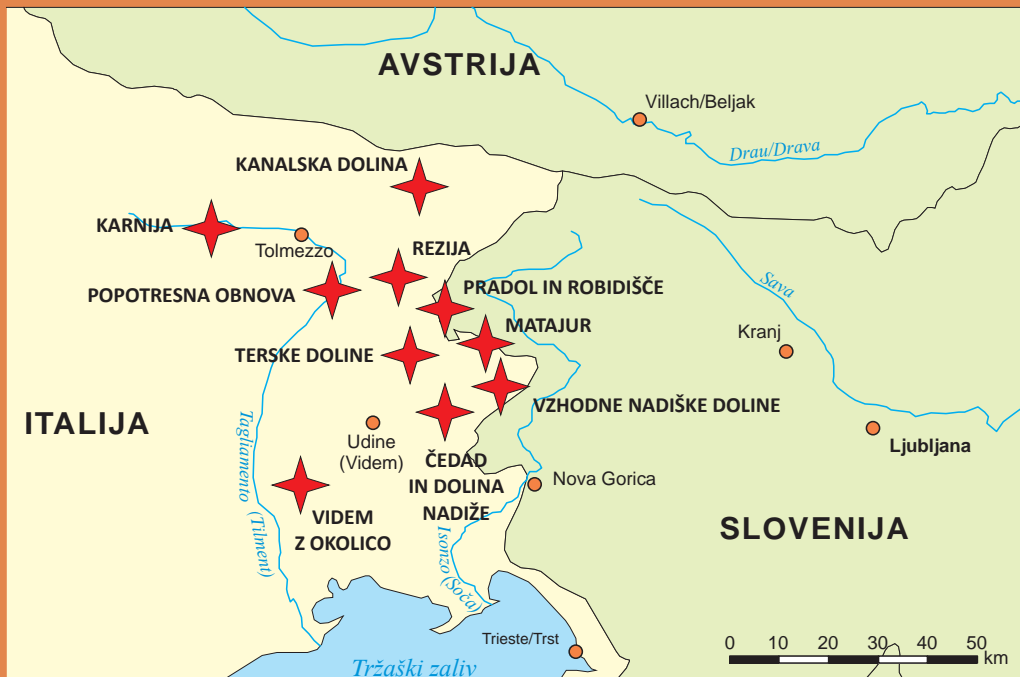 AVSTRIJA
Villach/Beljak
Drau/Drava
KANALSKA DOLINA
KARNIJA
Tolmezzo
REZIJA
POPOTRESNA OBNOVA
PRADOL IN ROBIDIŠČE
Sava
MATAJUR
Kranj
TERSKE DOLINE
ITALIJA
Tagliamento (Tilment)
VZHODNE NADIŠKE DOLINE
Udine
(Videm)
Ljubljana
ČEDAD
IN DOLINA
NADIŽE
Nova Gorica
VIDEM
Z OKOLICO
Isonzo (Soča)
SLOVENIJA
Trieste/Trst
Tržaški zaliv
0 10 20 30 40 50
km